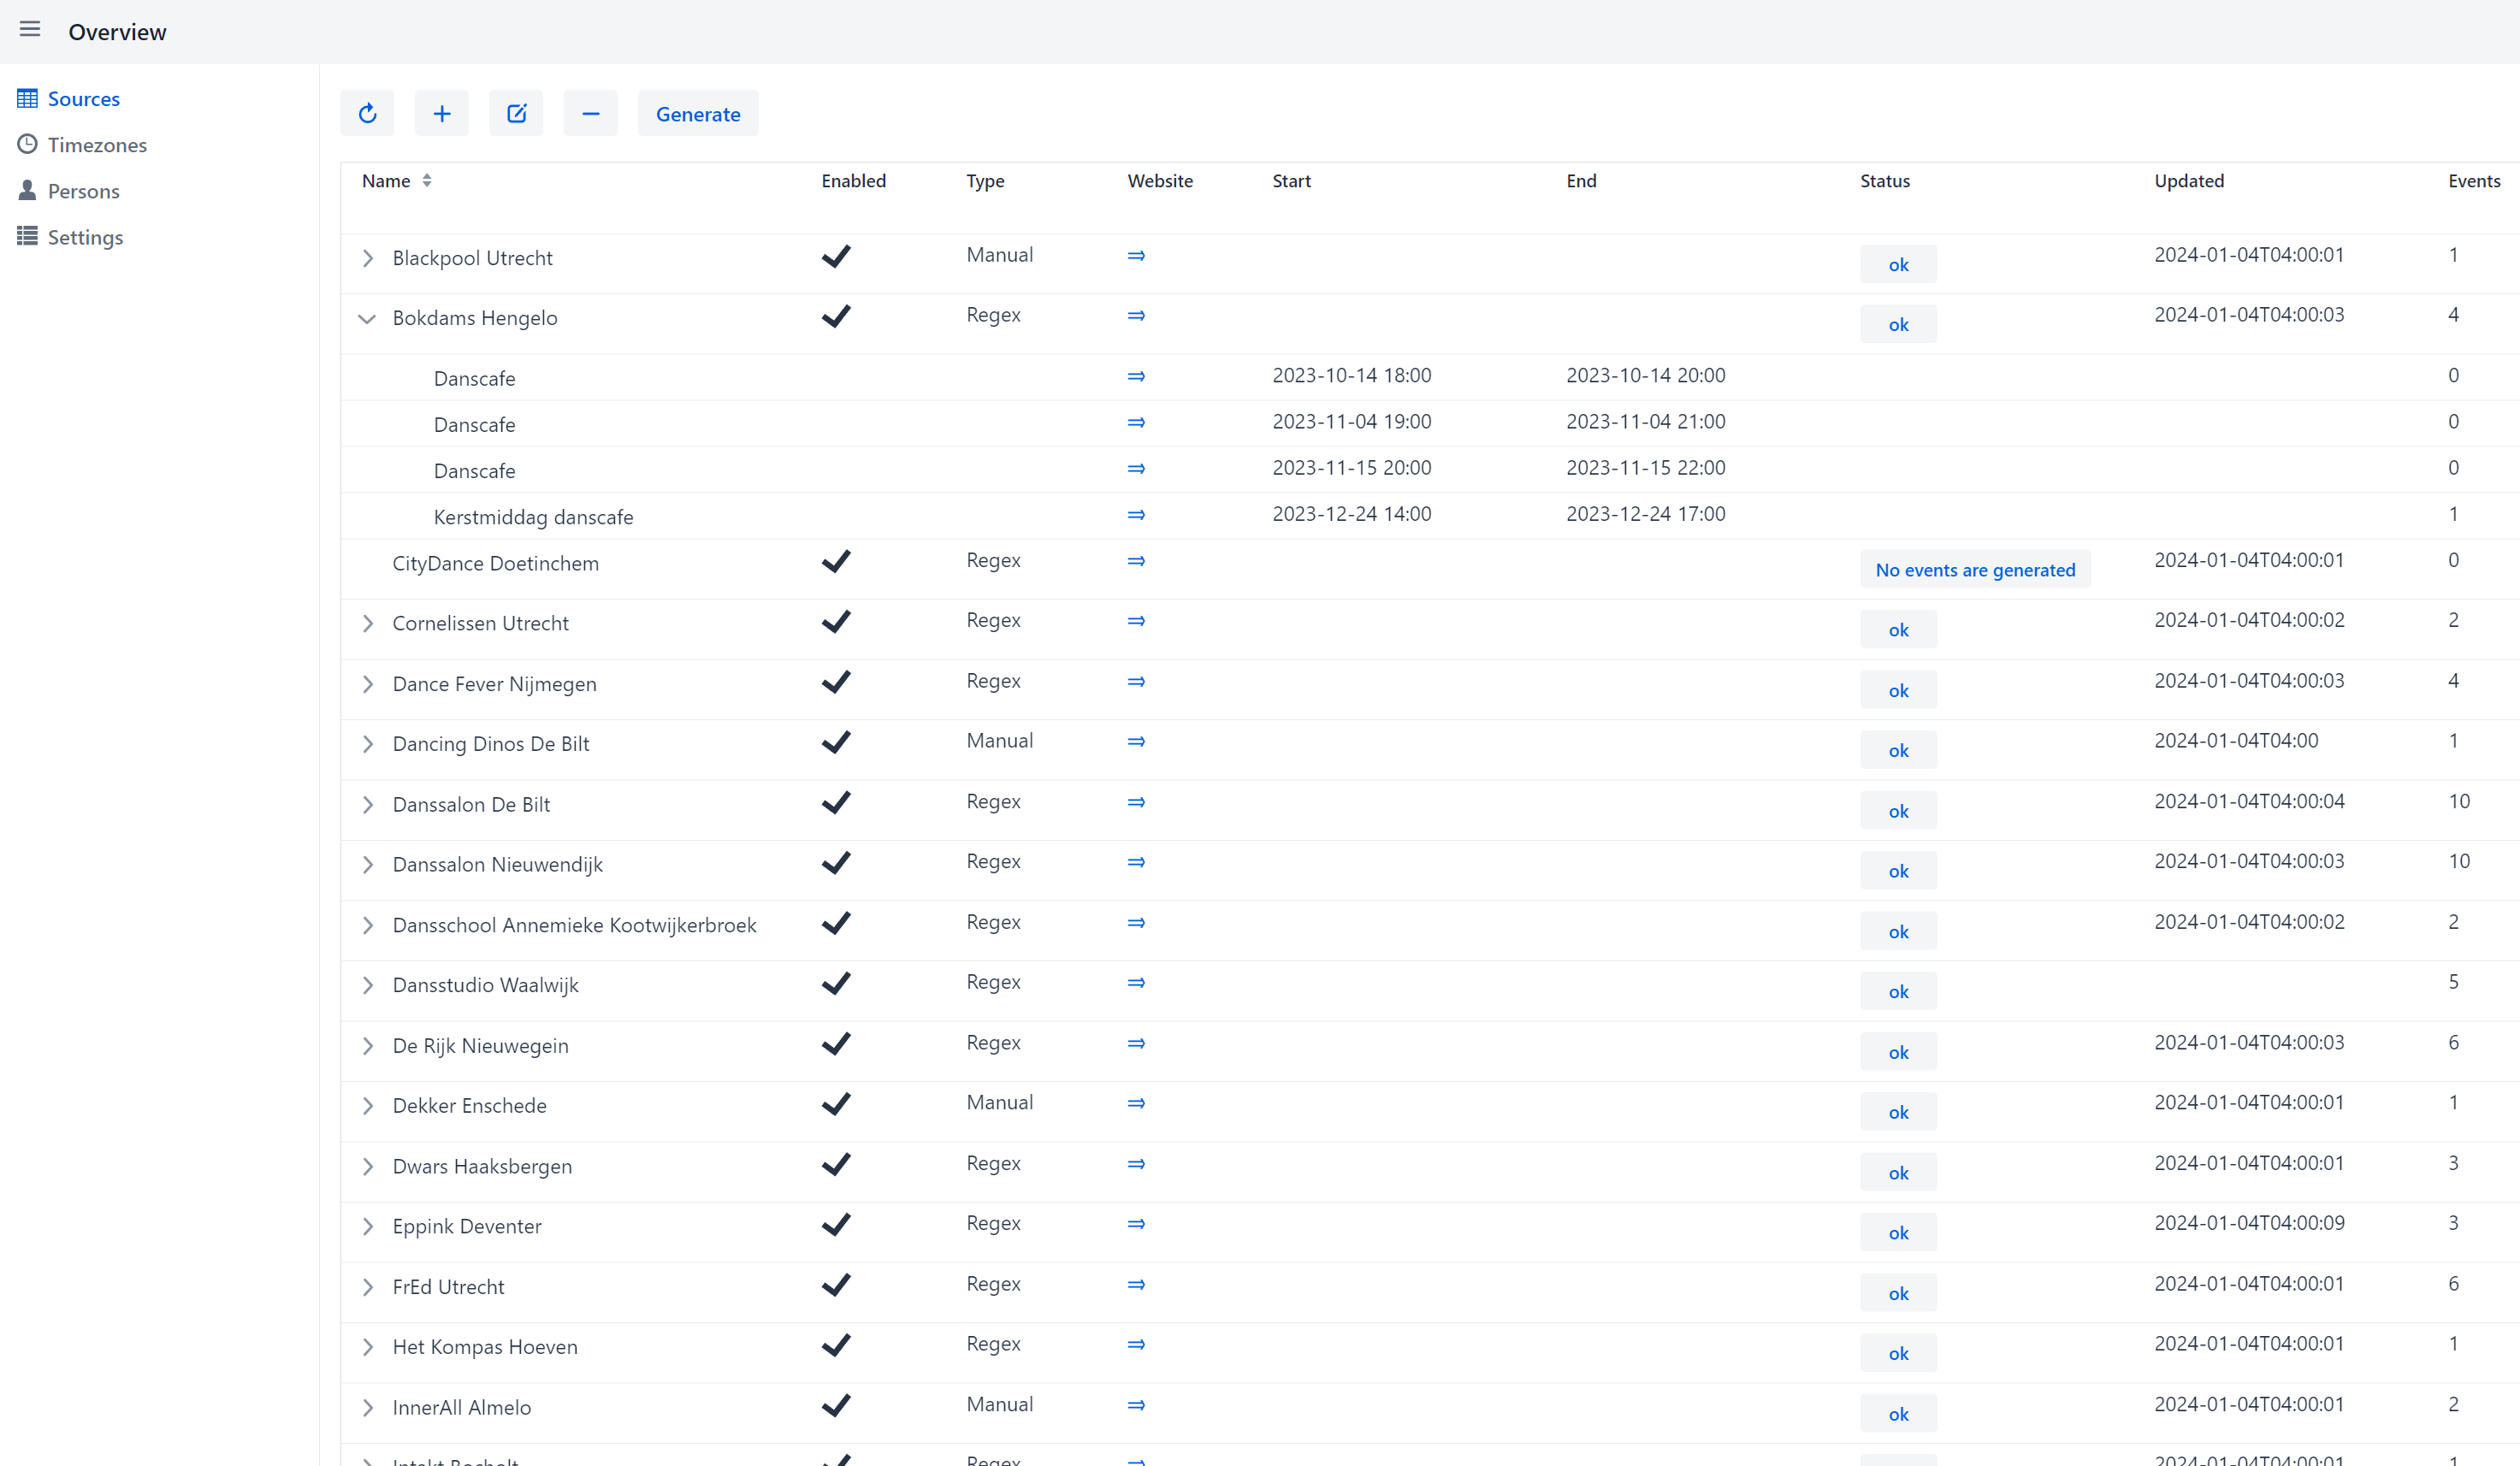 Overview
Sources
Timezones
Persons
Settings
Generate
Name Enabled Type Website Start End Status Updated Events
Blackpool Utrecht Manual ok 2024-01-04T04:00:01 1
Bokdams Hengelo Regex ok 2024-01-04T04:00:03 4
Danscafe 2023-10-14 18:00 2023-10-14 20:00 0
Danscafe 2023-11-04 19:00 2023-11-04 21:00 0
Danscafe 2023-11-15 20:00 2023-11-15 22:00 0
Kerstmiddag danscafe 2023-12-24 14:00 2023-12-24 17:00 1
CityDance Doetinchem Regex No events are generated 2024-01-04T04:00:01 0
Cornelissen Utrecht Regex ok 2024-01-04T04:00:02 2
Dance Fever Nijmegen Regex ok 2024-01-04T04:00:03 4
Dancing Dinos De Bilt Manual ok 2024-01-04T04:00 1
Danssalon De Bilt Regex ok 2024-01-04T04:00:04 10
Danssalon Nieuwendijk Regex ok 2024-01-04T04:00:03 10
Dansschool Annemieke Kootwijkerbroek Regex ok 2024-01-04T04:00:02 2
Dansstudio Waalwijk Regex ok 5
De Rijk Nieuwegein Regex ok 2024-01-04T04:00:03 6
Dekker Enschede Manual ok 2024-01-04T04:00:01 1
Dwars Haaksbergen Regex ok 2024-01-04T04:00:01 3
Eppink Deventer Regex ok 2024-01-04T04:00:09 3
FrEd Utrecht Regex ok 2024-01-04T04:00:01 6
Het Kompas Hoeven Regex ok 2024-01-04T04:00:01 1
InnerAll Almelo Manual ok 2024-01-04T04:00:01 2
Intakt Bocholt Regex 2024-01-04T04:00:01 1